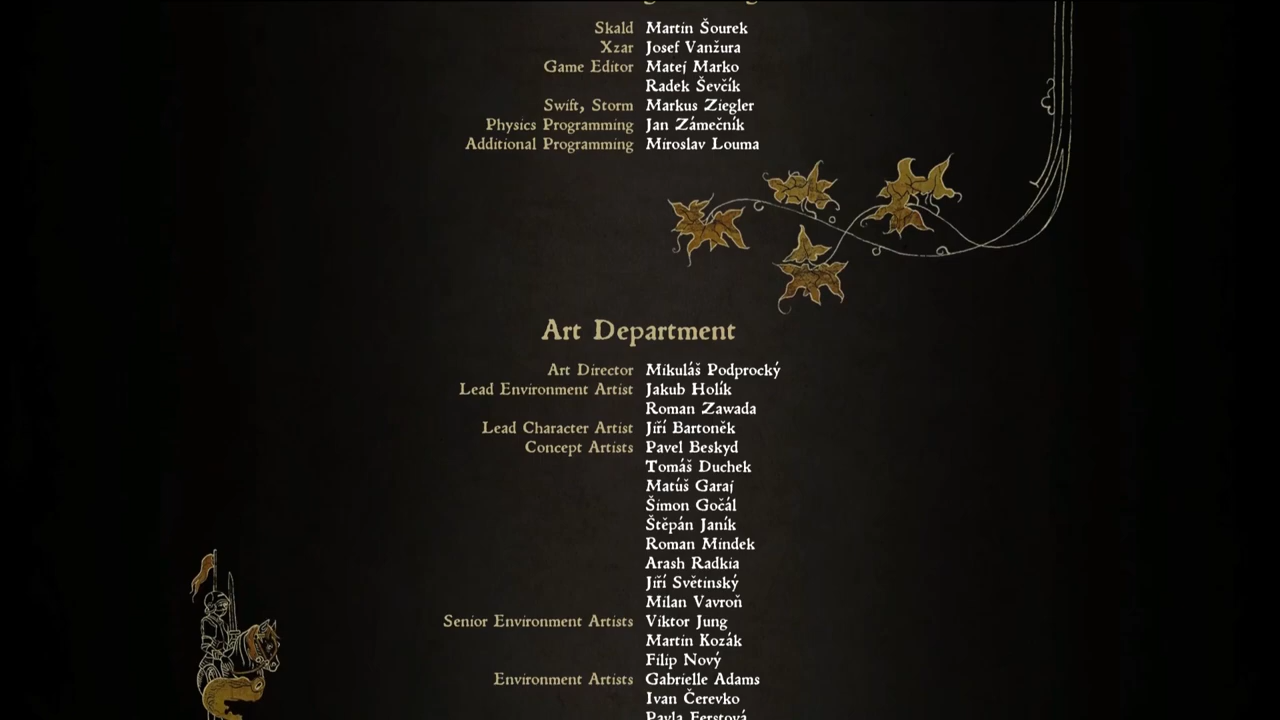 Skald Martin Šourek
Xzar Josef Vanžura
Game Editor Matej Marko
Radek Ševčík
Swift, Storm Markus Ziegler
Physics Programming Jan Zámečník
Additional Programming Miroslav Louma
Art Department
Art Director Mikuláš Podprocký
Lead Environment Artist Jakub Holík
Roman Zawada
Lead Character Artist Jiří Bartoněk
Concept Artists Pavel Beskyd
Tomáš Duchek
Matúš Garaj
Šimon Gočál
Štěpán Janík
Roman Mindek
Arash Radkia
Jiří Světinský
Milan Vavroň
Senior Environment Artists Viktor Jung
Martin Kozák
Filip Nový
Environment Artists Gabrielle Adams
Ivan Čerevko
Pavla Ferstová